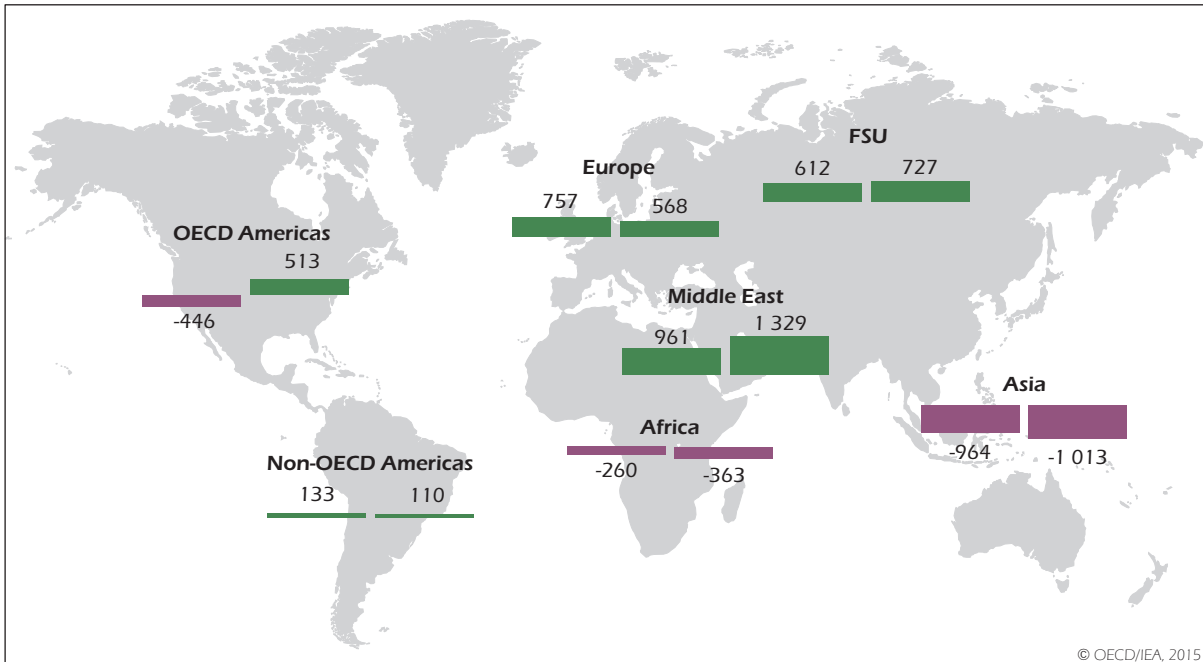 FSU
612 727
Europe
757 568
OECD Americas
513
-446
Middle East
961 1 329
Asia
-964 -1 013
Africa
-260 -363
Non-OECD Americas
133 110
© OECD/IEA, 2015